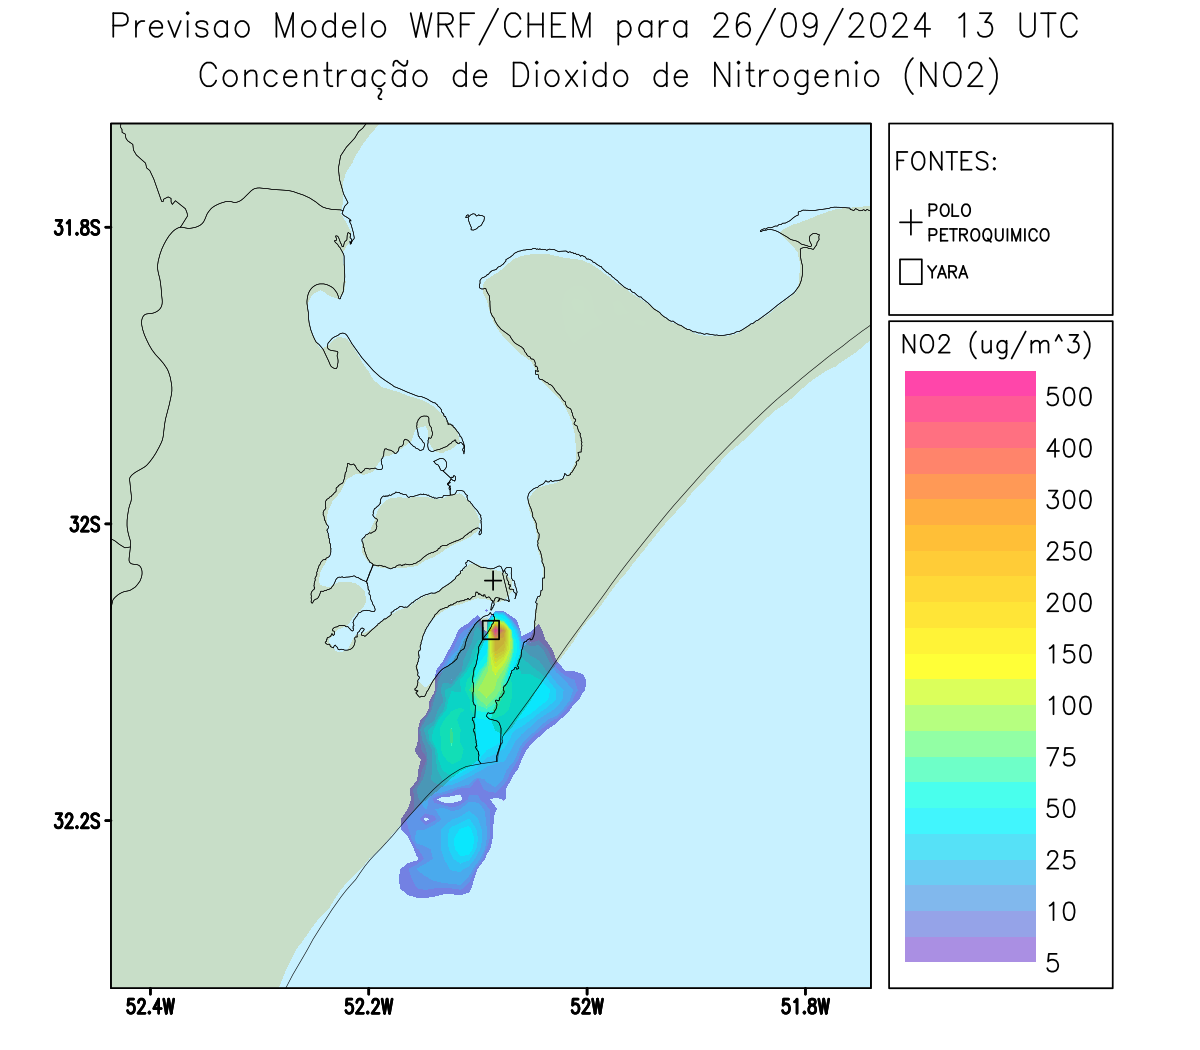 Previsao Modelo WRF/CHEM para 26/09/2024 13 UTC
Concentração de Dioxido de Nitrogenio (NO2)
FONTES:
POLO
PETROQUIMICO
YARA
NO2 (ug/m^3)
500
400
300
250
200
150
100
75
50
25
10
5
31.8S
32S
32.2S
52.4W
52.2W
52W
51.8W